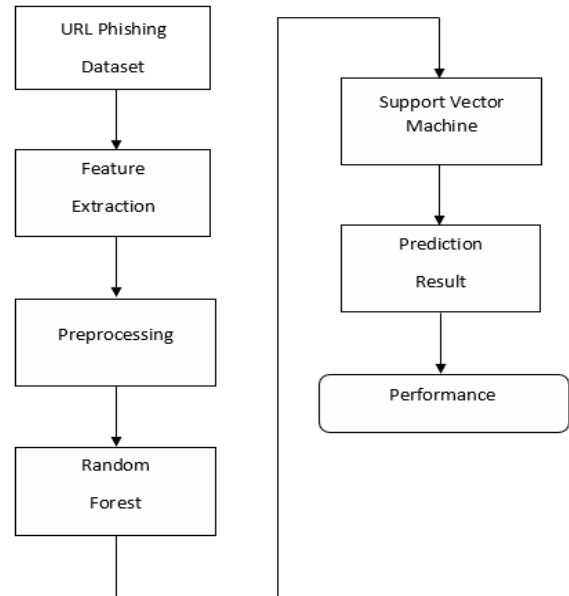 URL Phishing
Dataset
Feature
Extraction
Preprocessing
Random
Forest
Support Vector
Machine
Prediction
Result
Performance